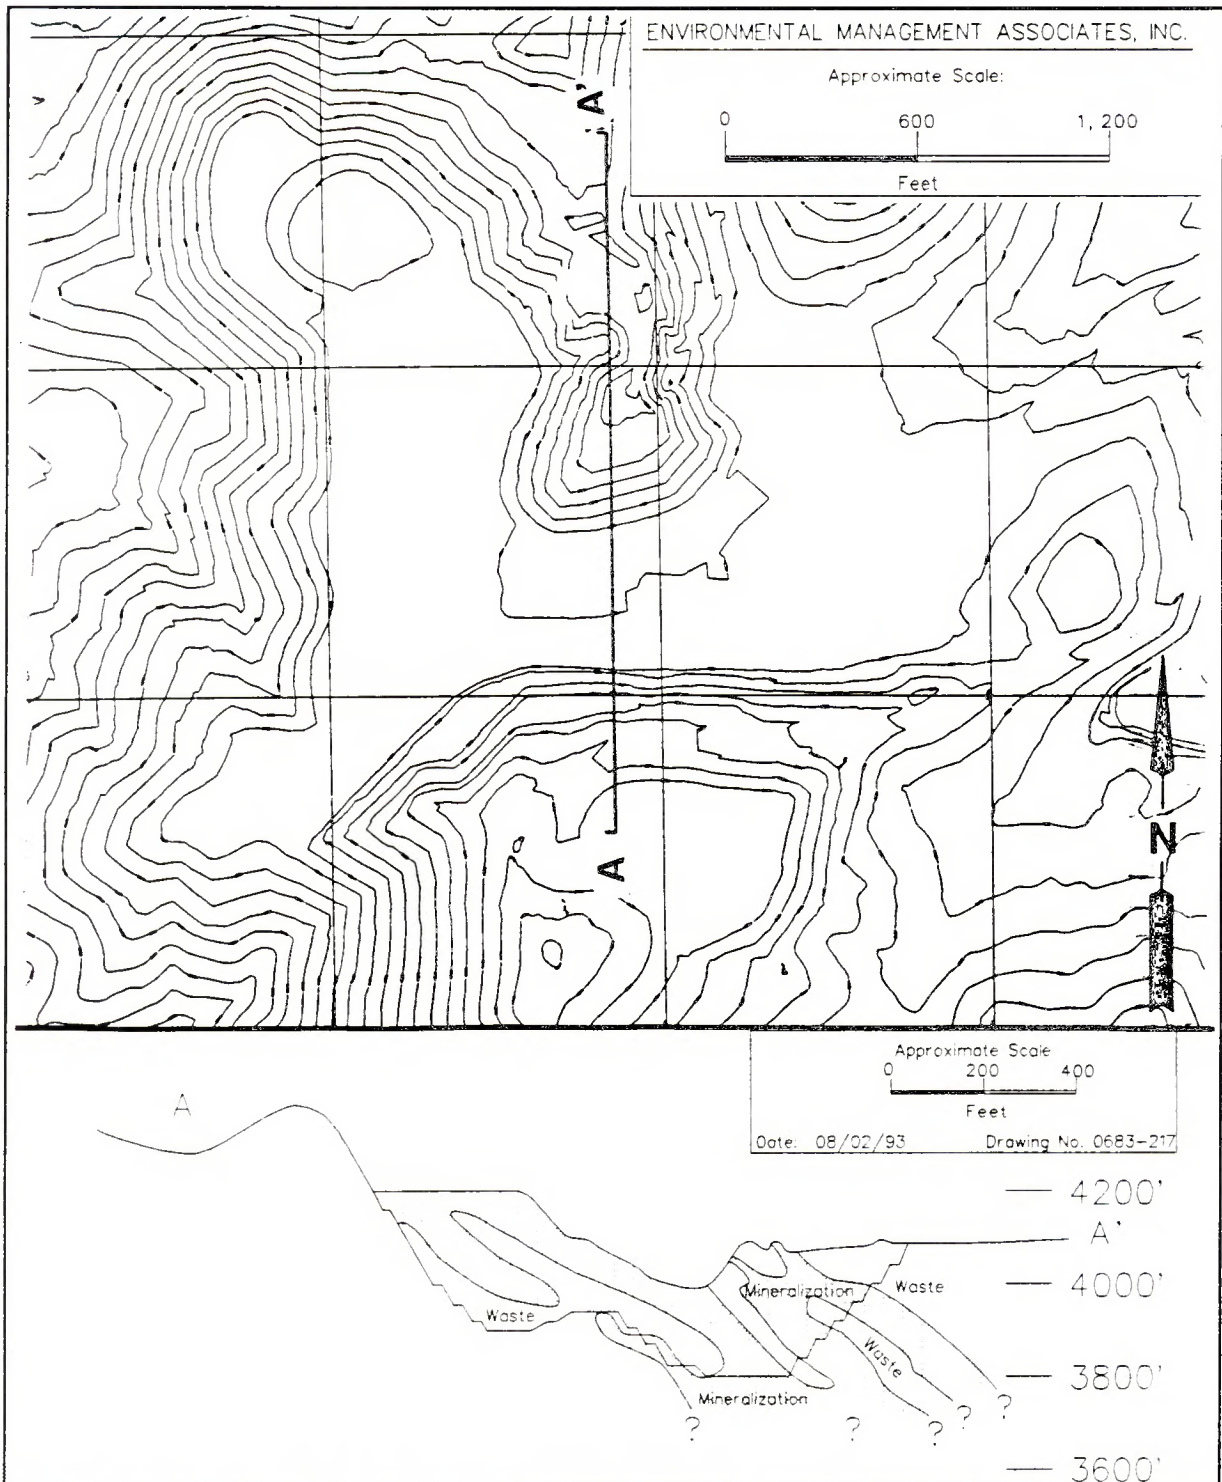 ENVIRONMENTAL MANAGEMENT ASSOCIATES, INC.
Approximate Scale:
0 600 1,200
Feet
A'
A
N
Approximate Scale
0 200 400
Feet
Date: 08/02/93 Drawing No. 0683-217
A
4200'
A'
4000'
Mineralization
Waste
Waste
Waste
3800'
Mineralization
? ? ? ? ?
3600'